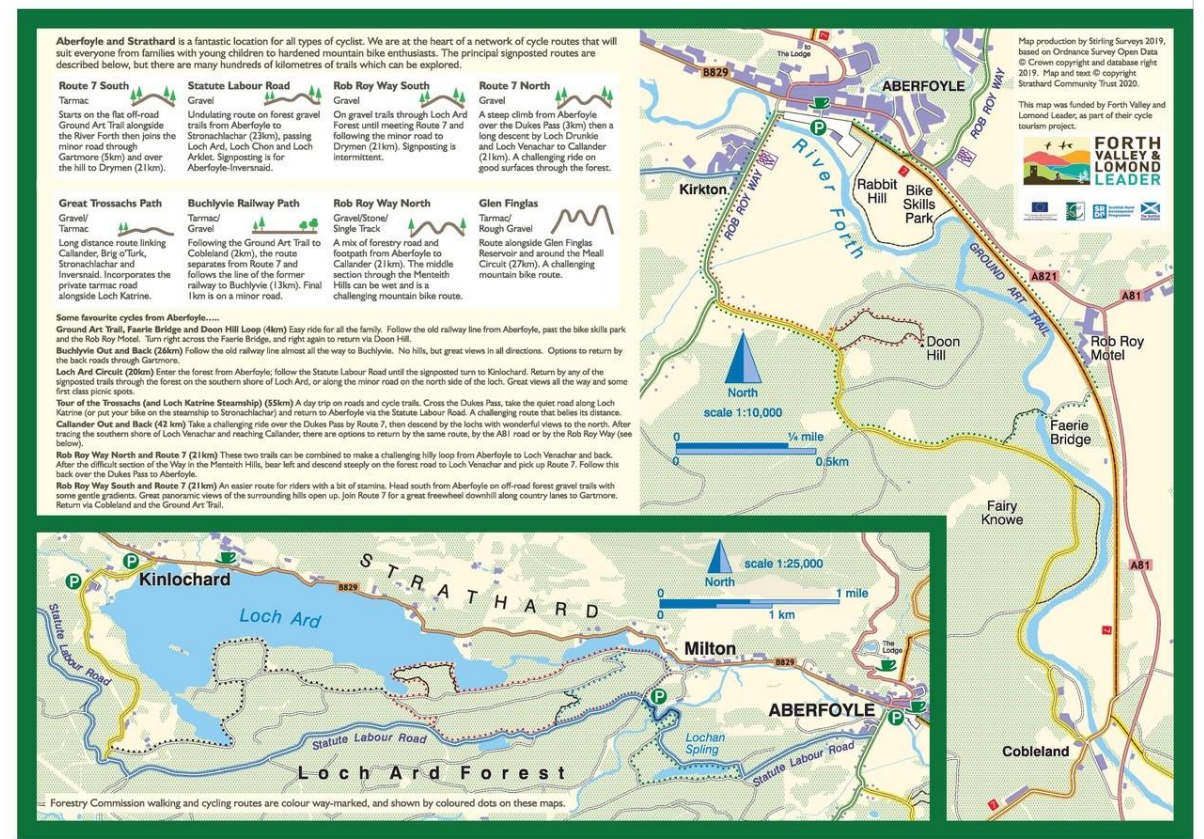 Aberfoyle and Strathard is a fantastic location for all types of cyclist. We are at the heart of a network of cycle routes that will
suit everyone from families with young children to hardened mountain bike enthusiasts. The principal signposted routes are
described below, but there are many hundreds of kilometres of trails which can be explored.
Route 7 South
Tarmac
Starts on the flat off-road
Ground Art Trail alongside
the River Forth then joins the
minor road through
Gartmore (5km) and over
the hill to Drymen (21km).
Statute Labour Road
Gravel
Undulating route on forest gravel
trails from Aberfoyle to
Stronachlachar (23km), passing
Loch Ard, Loch Chon and Loch
Arklet. Signposting is for
Aberfoyle-Inversnaid.
Rob Roy Way South
Gravel
On gravel trails through Loch Ard
Forest until meeting Route 7 and
following the minor road to
Drymen (21km). Signposting is
intermittent.
Route 7 North
Gravel
A steep climb from Aberfoyle
over the Dukes Pass (3km) then a
long descent by Loch Drunkie
and Loch Venachar to Callander
(21km). A challenging ride on
good surfaces through the forest.
Great Trossachs Path
Gravel/
Tarmac
Long distance route linking
Callander, Brig o'Turk,
Stronachlachar and
Inversnaid. Incorporates the
private tarmac road
alongside Loch Katrine.
Buchlyvie Railway Path
Tarmac/
Gravel
Following the Ground Art Trail to
Cobleland (2km), the route
separates from Route 7 and
follows the line of the former
railway to Buchlyvie (13km). Final
1km is on a minor road.
Rob Roy Way North
Gravel/Stone/
Single Track
A mix of forestry road and
footpath from Aberfoyle to
Callander (21km). The middle
section through the Menteith
Hills can be wet and is a
challenging mountain bike route.
Glen Finglas
Tarmac/
Rough Gravel
Route alongside Glen Finglas
Reservoir and around the Meall
Circuit (27km). A challenging
mountain bike route.
Some favourite cycles from Aberfoyle.....
Ground Art Trail, Faerie Bridge and Doon Hill Loop (4km) Easy ride for all the family. Follow the old railway line from Aberfoyle, past the bike skills park
and the Rob Roy Motel. Turn right across the Faerie Bridge, and right again to return via Doon Hill.
Buchlyvie Out and Back (26km) Follow the old railway line almost all the way to Buchlyvie. No hills, but great views in all directions. Options to return by
the back roads through Gartmore.
Loch Ard Circuit (20km) Enter the forest from Aberfoyle; follow the Statute Labour Road until the signposted turn to Kinlochard. Return by any of the
signposted trails through the forest on the southern shore of Loch Ard, or along the minor road on the north side of the loch. Great views all the way and some
first class picnic spots.
Tour of the Trossachs (and Loch Katrine Steamship) (55km) A day trip on roads and cycle trails. Cross the Dukes Pass, take the quiet road along Loch
Katrine (or put your bike on the steamship to Stronachlachar) and return to Aberfoyle via the Statute Labour Road. A challenging route that belies its distance.
Callander Out and Back (42 km) Take a challenging ride over the Dukes Pass by Route 7, then descend by the lochs with wonderful views to the north. After
tracing the southern shore of Loch Venachar and reaching Callander, there are options to return by the same route, by the A81 road or by the Rob Roy Way (see
below).
Rob Roy Way North and Route 7 (21km) These two trails can be combined to make a challenging hilly loop from Aberfoyle to Loch Venachar and back.
After the difficult section of the Way in the Menteith Hills, bear left and descend steeply on the forest road to Loch Venachar and pick up Route 7. Follow this
back over the Dukes Pass to Aberfoyle.
Rob Roy Way South and Route 7 (21km) An easier route for riders with a bit of stamina. Head south from Aberfoyle on off-road forest gravel trails with
some gentle gradients. Great panoramic views of the surrounding hills open up. Join Route 7 for a great freewheel downhill along country lanes to Gartmore.
Return via Cobleland and the Ground Art Trail.
7
to
The Lodge
B829
ABERFOYLE
P
ROB ROY WAY
River Forth
Kirkton
ROB ROY WAY
Rabbit
Hill
7
Bike
Skills
Park
GROUND ART TRAIL
A821
A81
Rob Roy
Motel
Doon
Hill
North
scale 1:10,000
0
¼ mile
0
0.5km
Faerie
Bridge
Fairy
Knowe
A81
7
Cobleland
7
Map production by Stirling Surveys 2019,
based on Ordnance Survey Open Data
© Crown copyright and database right
2019. Map and text © copyright
Strathard Community Trust 2020.
This map was funded by Forth Valley and
Lomond Leader, as part of their cycle
tourism project.
FORTH
VALLEY &
LOMOND
LEADER
P
P
Kinlochard
STRATHARD
B829
Loch Ard
Statute Labour Road
North
scale 1:25,000
0
1 mile
0
1 km
Milton
B829
The
Lodge
P
ABERFOYLE
P
Lochan
Spling
Statute Labour Road
Statute Labour Road
Loch Ard Forest
Forestry Commission walking and cycling routes are colour way-marked, and shown by coloured dots on these maps.